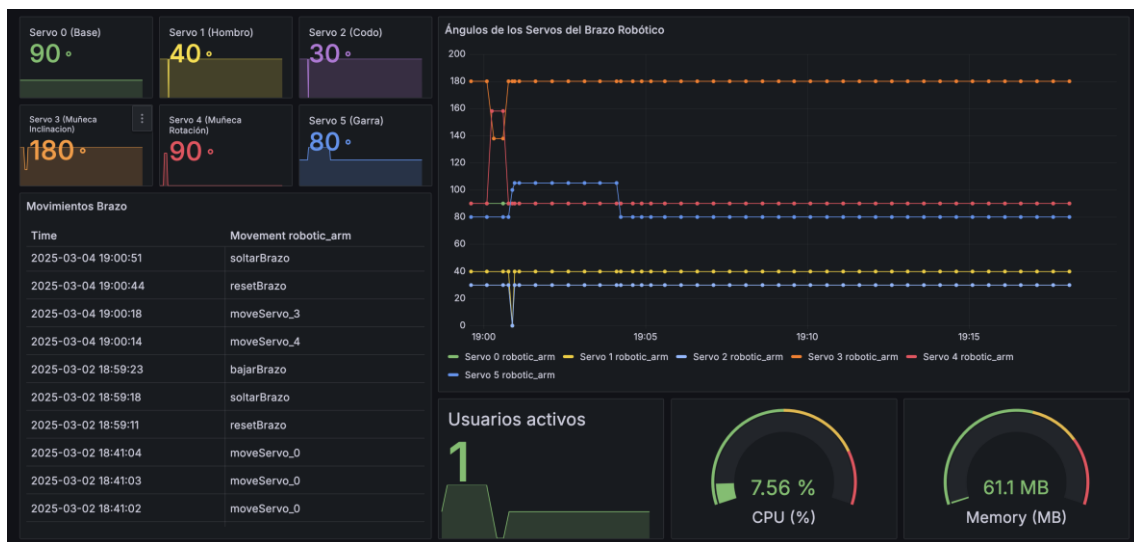 Servo 0 (Base)
90 °
Servo 1 (Hombro)
40 °
Servo 2 (Codo)
30 °
Servo 3 (Muñeca
Inclinacion)
180 °
Servo 4 (Muñeca
Rotación)
90 °
Servo 5 (Garra)
80 °
Movimientos Brazo
Time Movement robotic_arm
2025-03-04 19:00:51 soltarBrazo
2025-03-04 19:00:44 resetBrazo
2025-03-04 19:00:18 moveServo_3
2025-03-04 19:00:14 moveServo_4
2025-03-02 18:59:23 bajarBrazo
2025-03-02 18:59:18 soltarBrazo
2025-03-02 18:59:11 resetBrazo
2025-03-02 18:41:04 moveServo_0
2025-03-02 18:41:03 moveServo_0
2025-03-02 18:41:02 moveServo_0
Ángulos de los Servos del Brazo Robótico
200
180
160
140
120
100
80
60
40
20
0
19:00 19:05 19:10 19:15
Servo 0 robotic_arm Servo 1 robotic_arm Servo 2 robotic_arm Servo 3 robotic_arm Servo 4 robotic_arm
Servo 5 robotic_arm
Usuarios activos
1
7.56 %
CPU (%)
61.1 MB
Memory (MB)